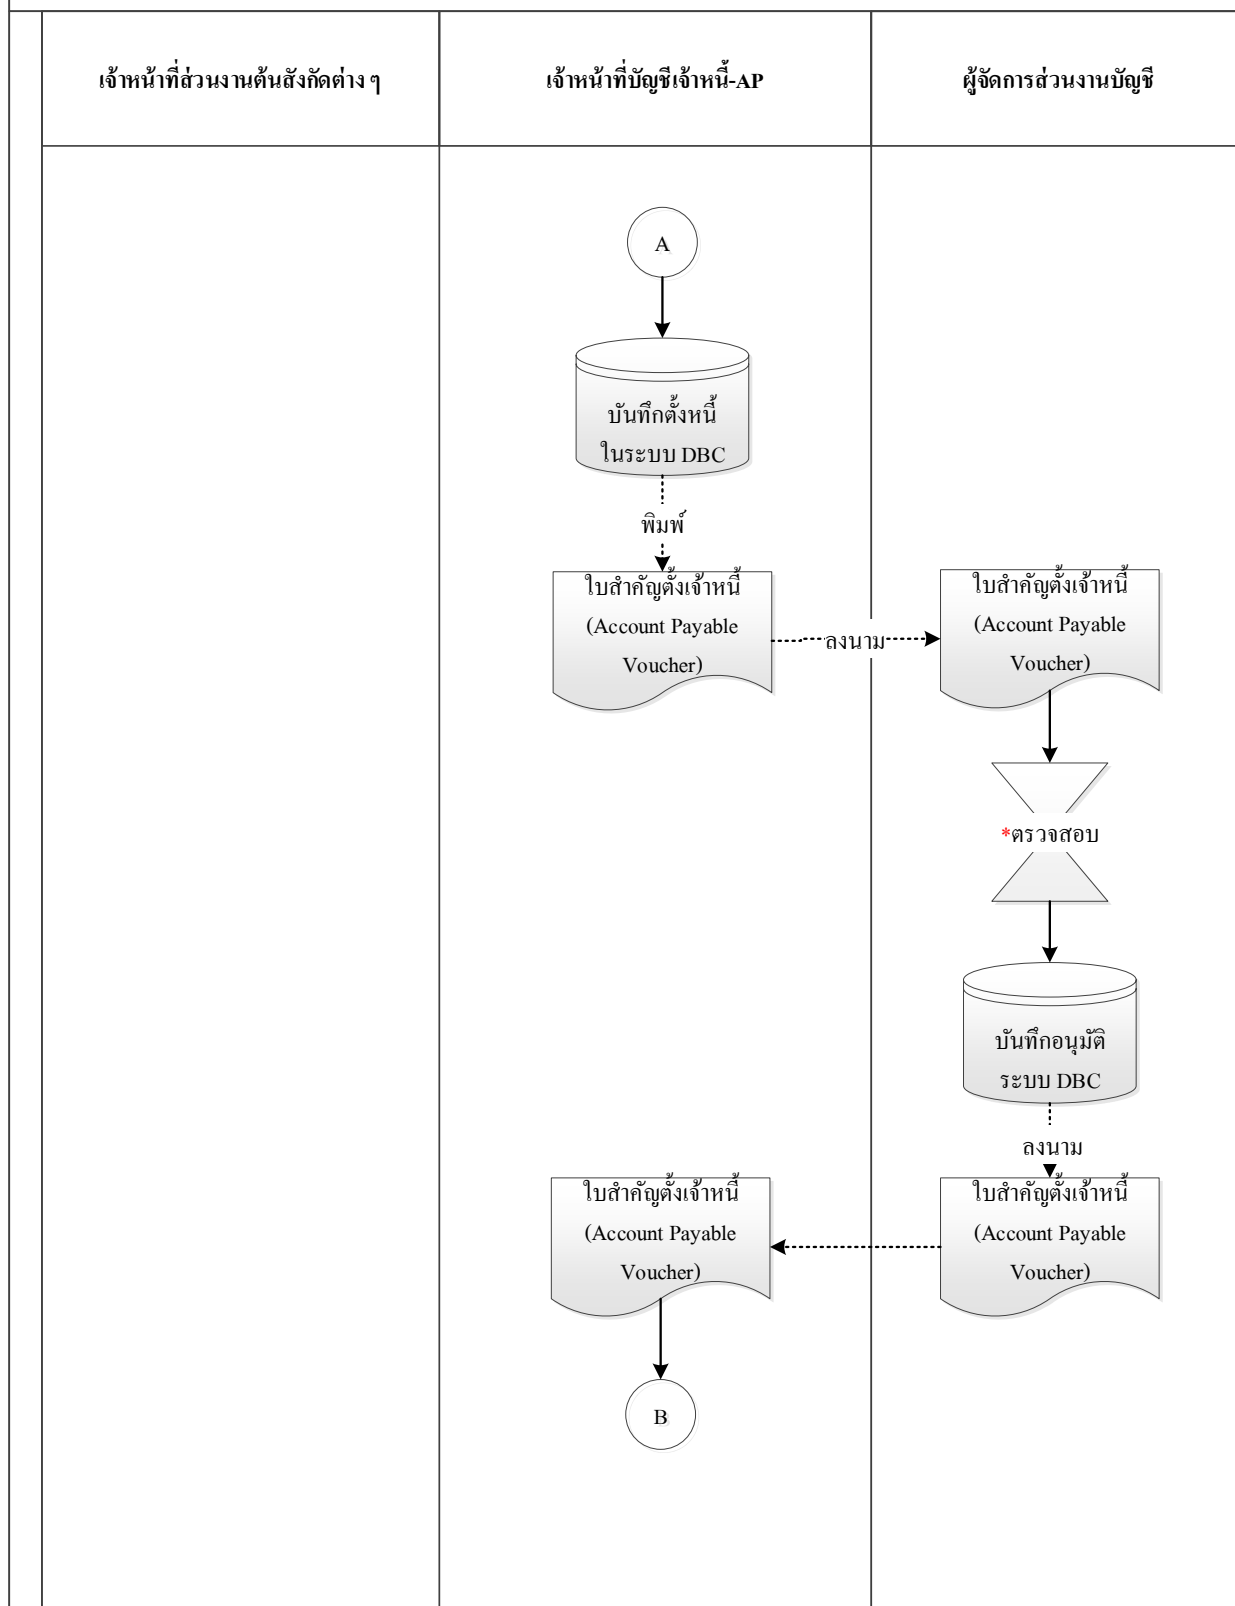 เจ้าหน้าที่ส่วนงานต้นสังกัดต่าง ๆ
เจ้าหน้าที่บัญชีเจ้าหนี้-AP
ผู้จัดการส่วนงานบัญชี
A
บันทึกตั้งหนี้
ในระบบ DBC
พิมพ์
ใบสำคัญตั้งเจ้าหนี้
(Account Payable
Voucher)
ลงนาม
ใบสำคัญตั้งเจ้าหนี้
(Account Payable
Voucher)
*ตรวจสอบ
บันทึกอนุมัติ
ระบบ DBC
ลงนาม
ใบสำคัญตั้งเจ้าหนี้
(Account Payable
Voucher)
ใบสำคัญตั้งเจ้าหนี้
(Account Payable
Voucher)
B